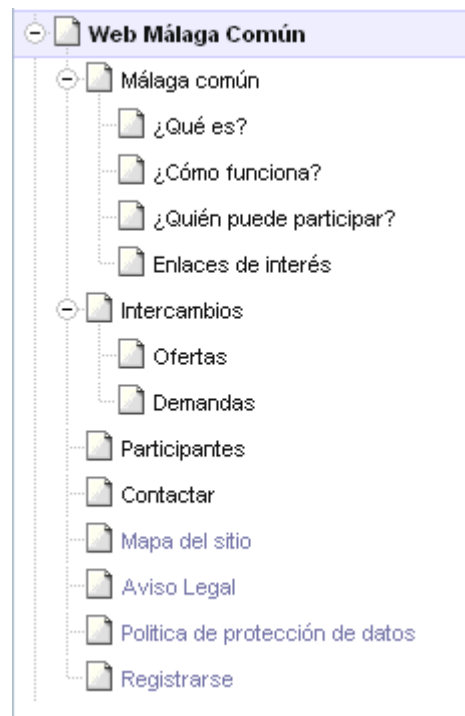 Web Málaga Común
Málaga común
¿Qué es?
¿Cómo funciona?
¿Quién puede participar?
Enlaces de interés
Intercambios
Ofertas
Demandas
Participantes
Contactar
Mapa del sitio
Aviso Legal
Politica de protección de datos
Registrarse